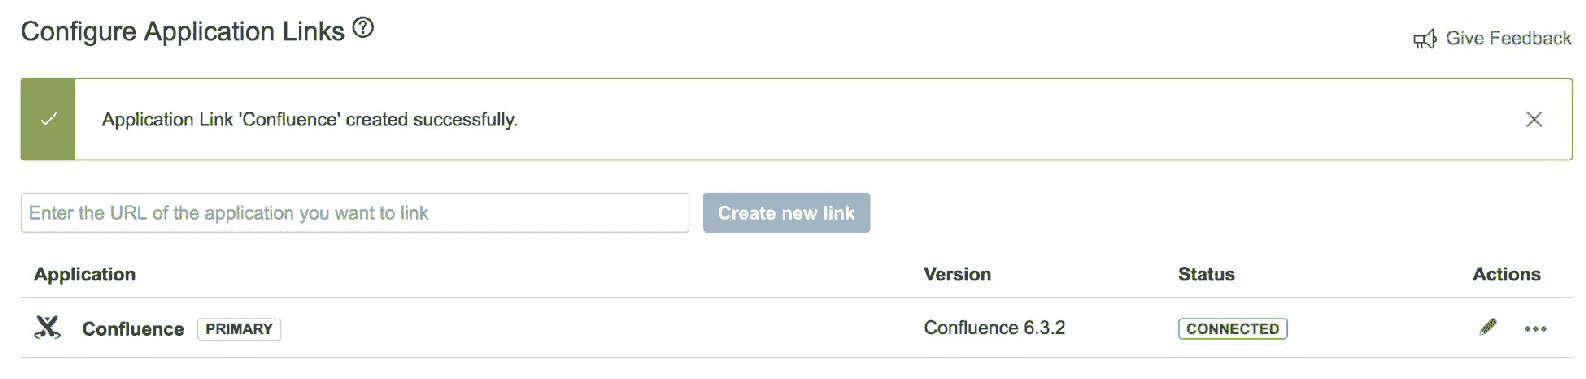 Configure Application Links ?
Give Feedback
Application Link 'Confluence' created successfully.
Enter the URL of the application you want to link
Create new link
Application Version Status Actions
Confluence PRIMARY Confluence 6.3.2 CONNECTED